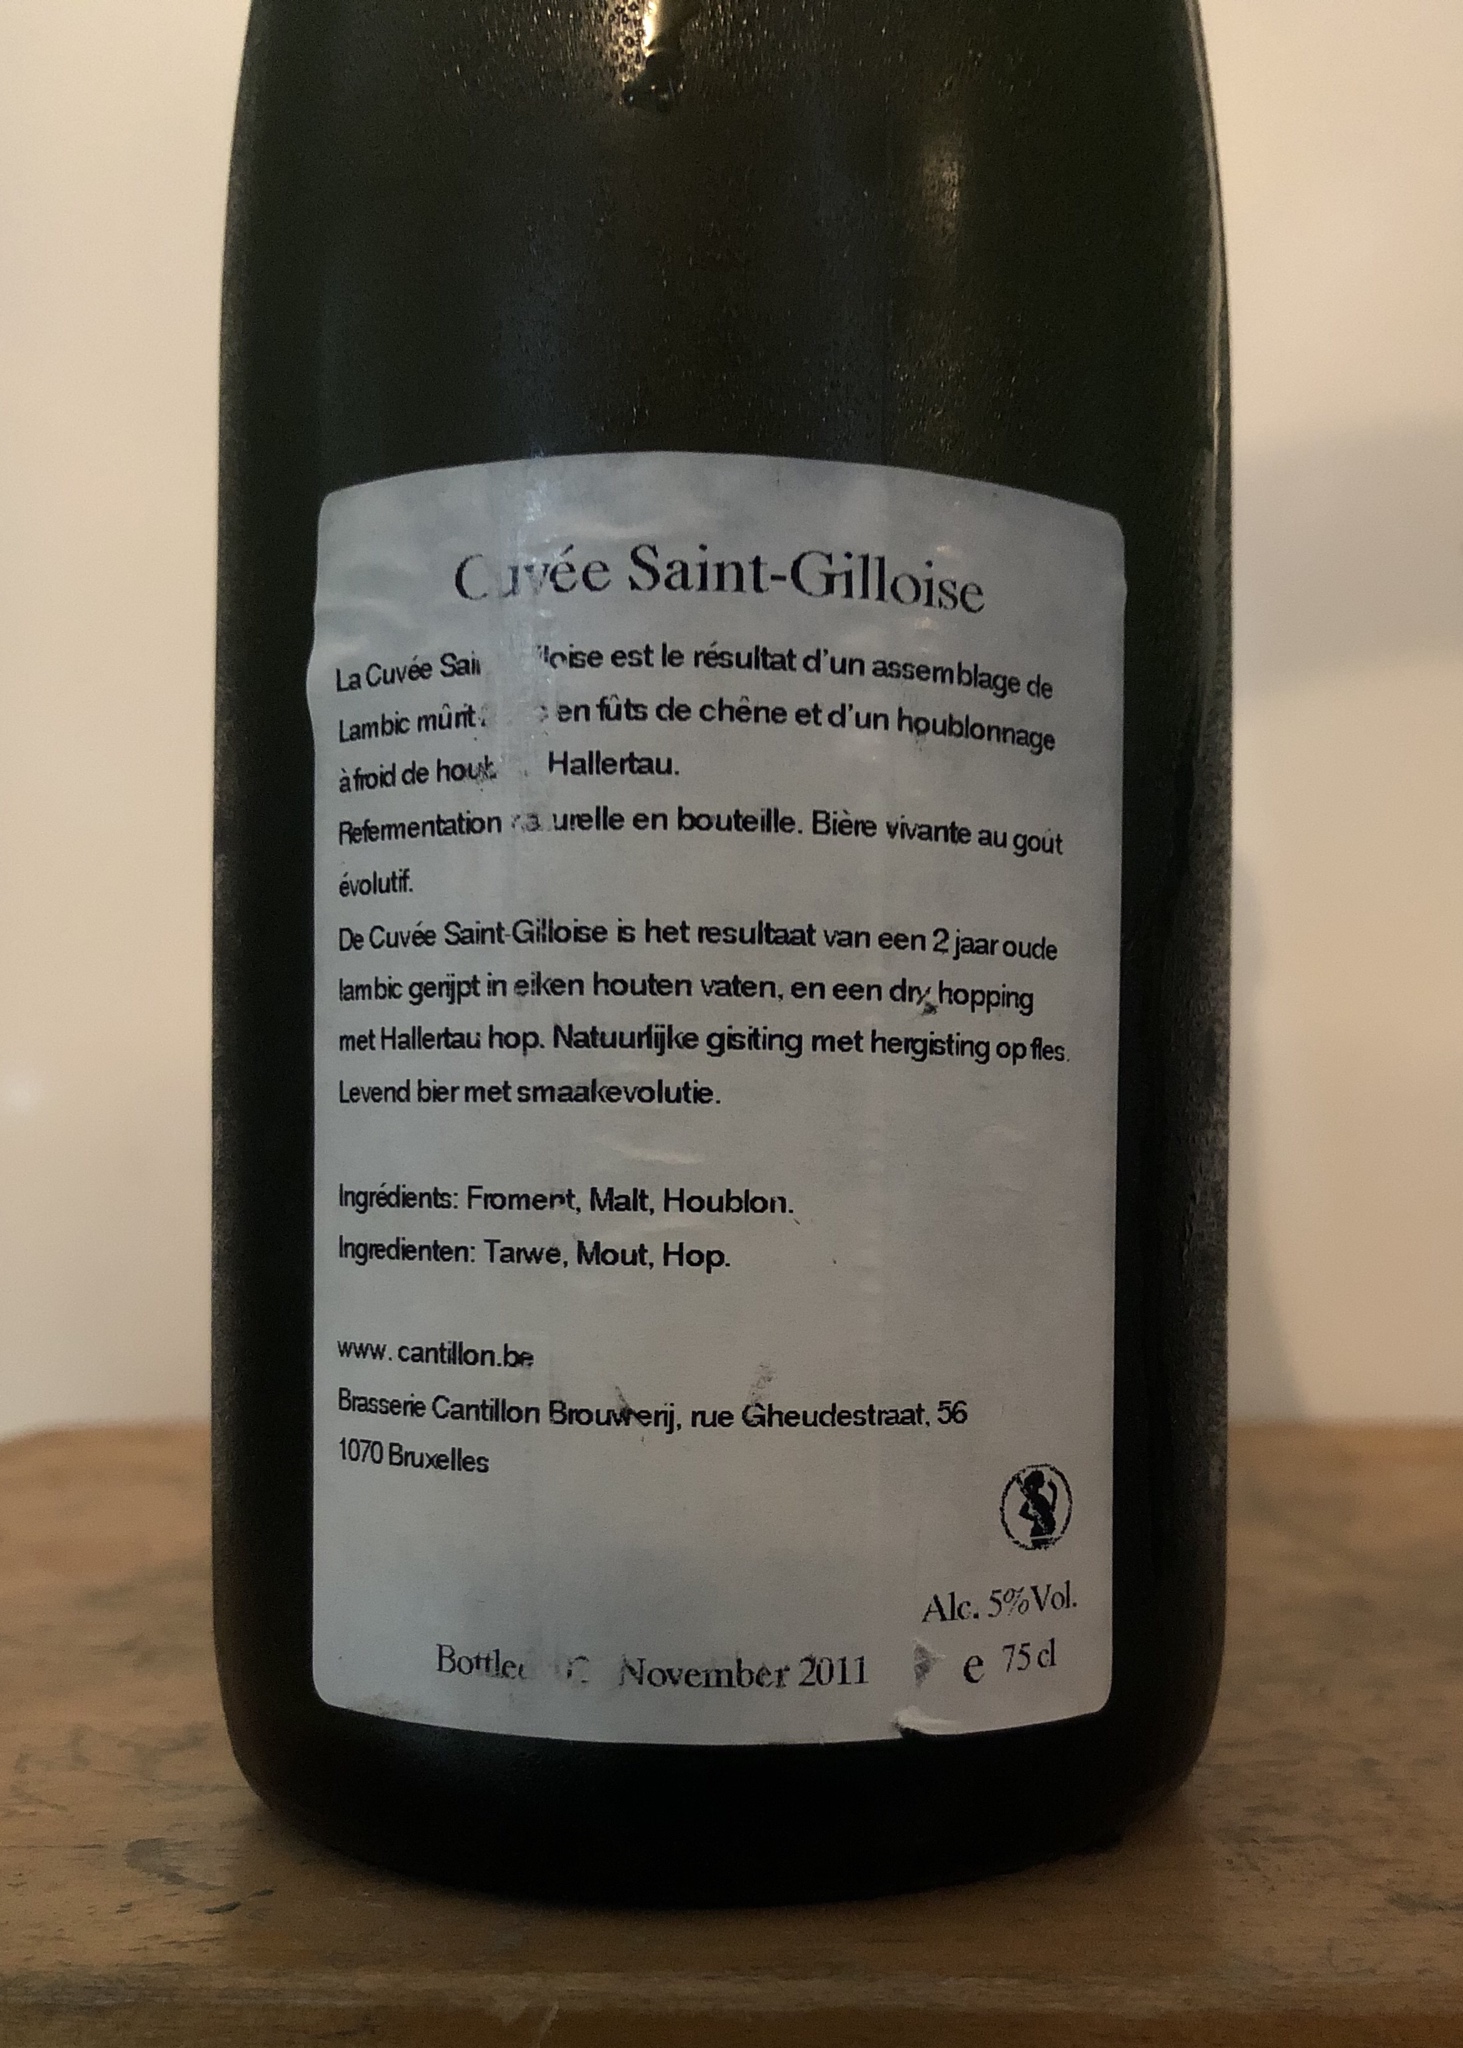 Cuvée Saint-Gilloise
La Cuvée est le résultat d'un assemblage de
Lambic en fûts de chêne et d'un houblonnage
à froid de Hallertau.
Refermentation en bouteille. Bière vivante au goût
évolutif.
De Cuvée Saint-Gilloise is het resultaat van een 2 jaar oude
lambic gerijpt in eiken houten vaten, en een dry hopping
met Hallertau hop. Natuurlijke gisiting met hergisting op fles.
Levend bier met smaakevolutie.
Ingrédients: Froment, Malt, Houblon.
Ingredienten: Tarwe, Mout, Hop.
www.cantillon.be
Brasserie Cantillon Brouwerij, rue Gheudestraat, 56
1070 Bruxelles
Alc. 5%Vol.
November 2011 e 75 cl